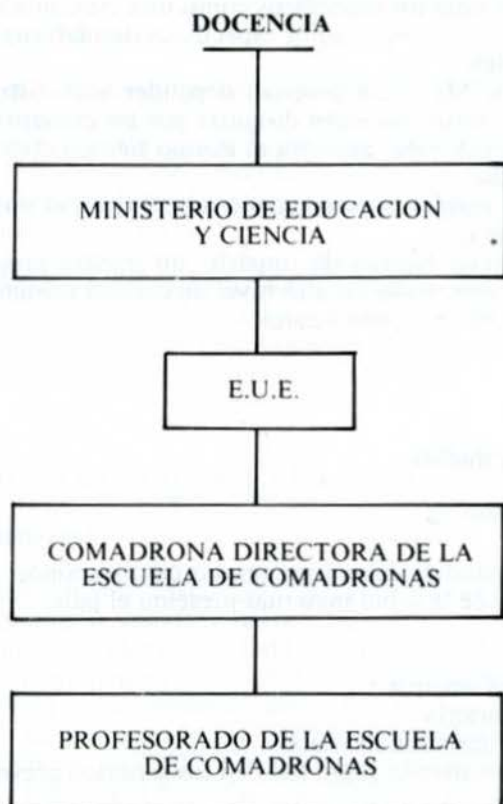 DOCENCIA
MINISTERIO DE EDUCACION
Y CIENCIA
E.U.E.
COMADRONA DIRECTORA DE LA
ESCUELA DE COMADRONAS
PROFESORADO DE LA ESCUELA
DE COMADRONAS